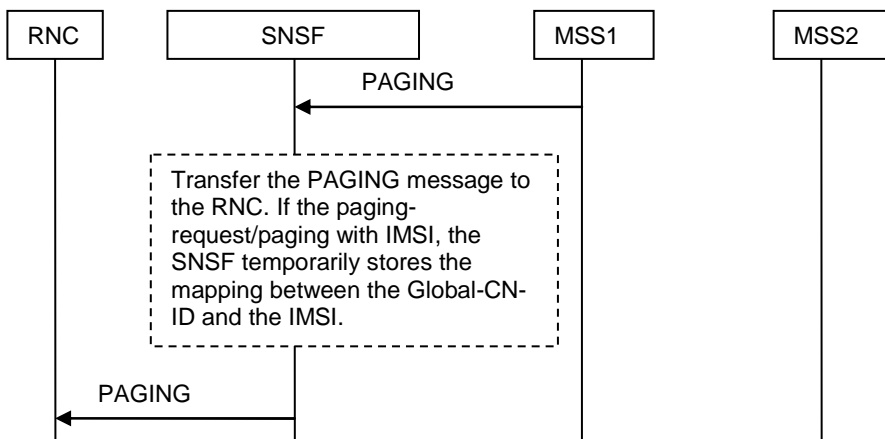 RNC SNSF MSS1 MSS2
PAGING
Transfer the PAGING message to
the RNC. If the paging-
request/paging with IMSI, the
SNSF temporarily stores the
mapping between the Global-CN-
ID and the IMSI.
PAGING